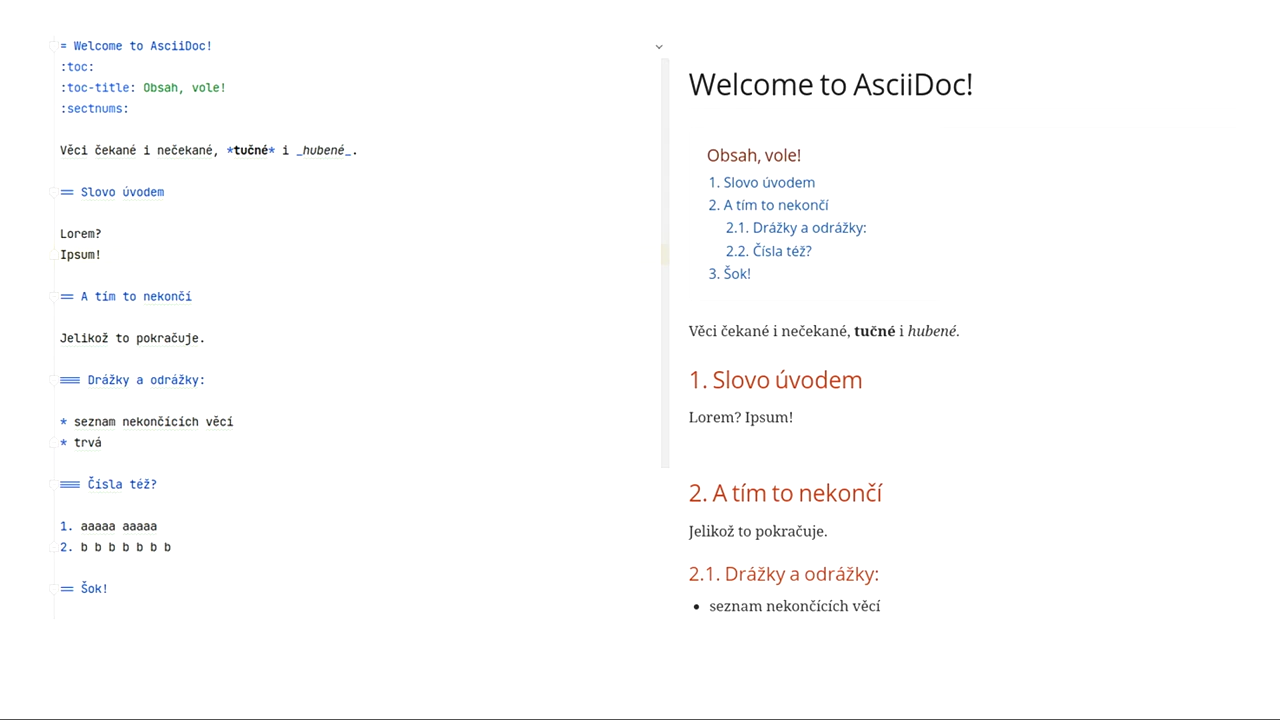 = Welcome to AsciiDoc!
:toc:
:toc-title: Obsah, vole!
:sectnums:
Věci čekané i nečekané, *tučné* i _hubené_.
== Slovo úvodem
Lorem?
Ipsum!
== A tím to nekončí
Jelikož to pokračuje.
=== Drážky a odrážky:
* seznam nekončících věcí
* trvá
=== Čísla též?
1. aaaaa aaaaa
2. b b b b b b b
== Šok!
Welcome to AsciiDoc!
Obsah, vole!
1. Slovo úvodem
2. A tím to nekončí
2.1. Drážky a odrážky:
2.2. Čísla též?
3. Šok!
Věci čekané i nečekané, tučné i hubené.
1. Slovo úvodem
Lorem? Ipsum!
2. A tím to nekončí
Jelikož to pokračuje.
2.1. Drážky a odrážky:
• seznam nekončících věcí